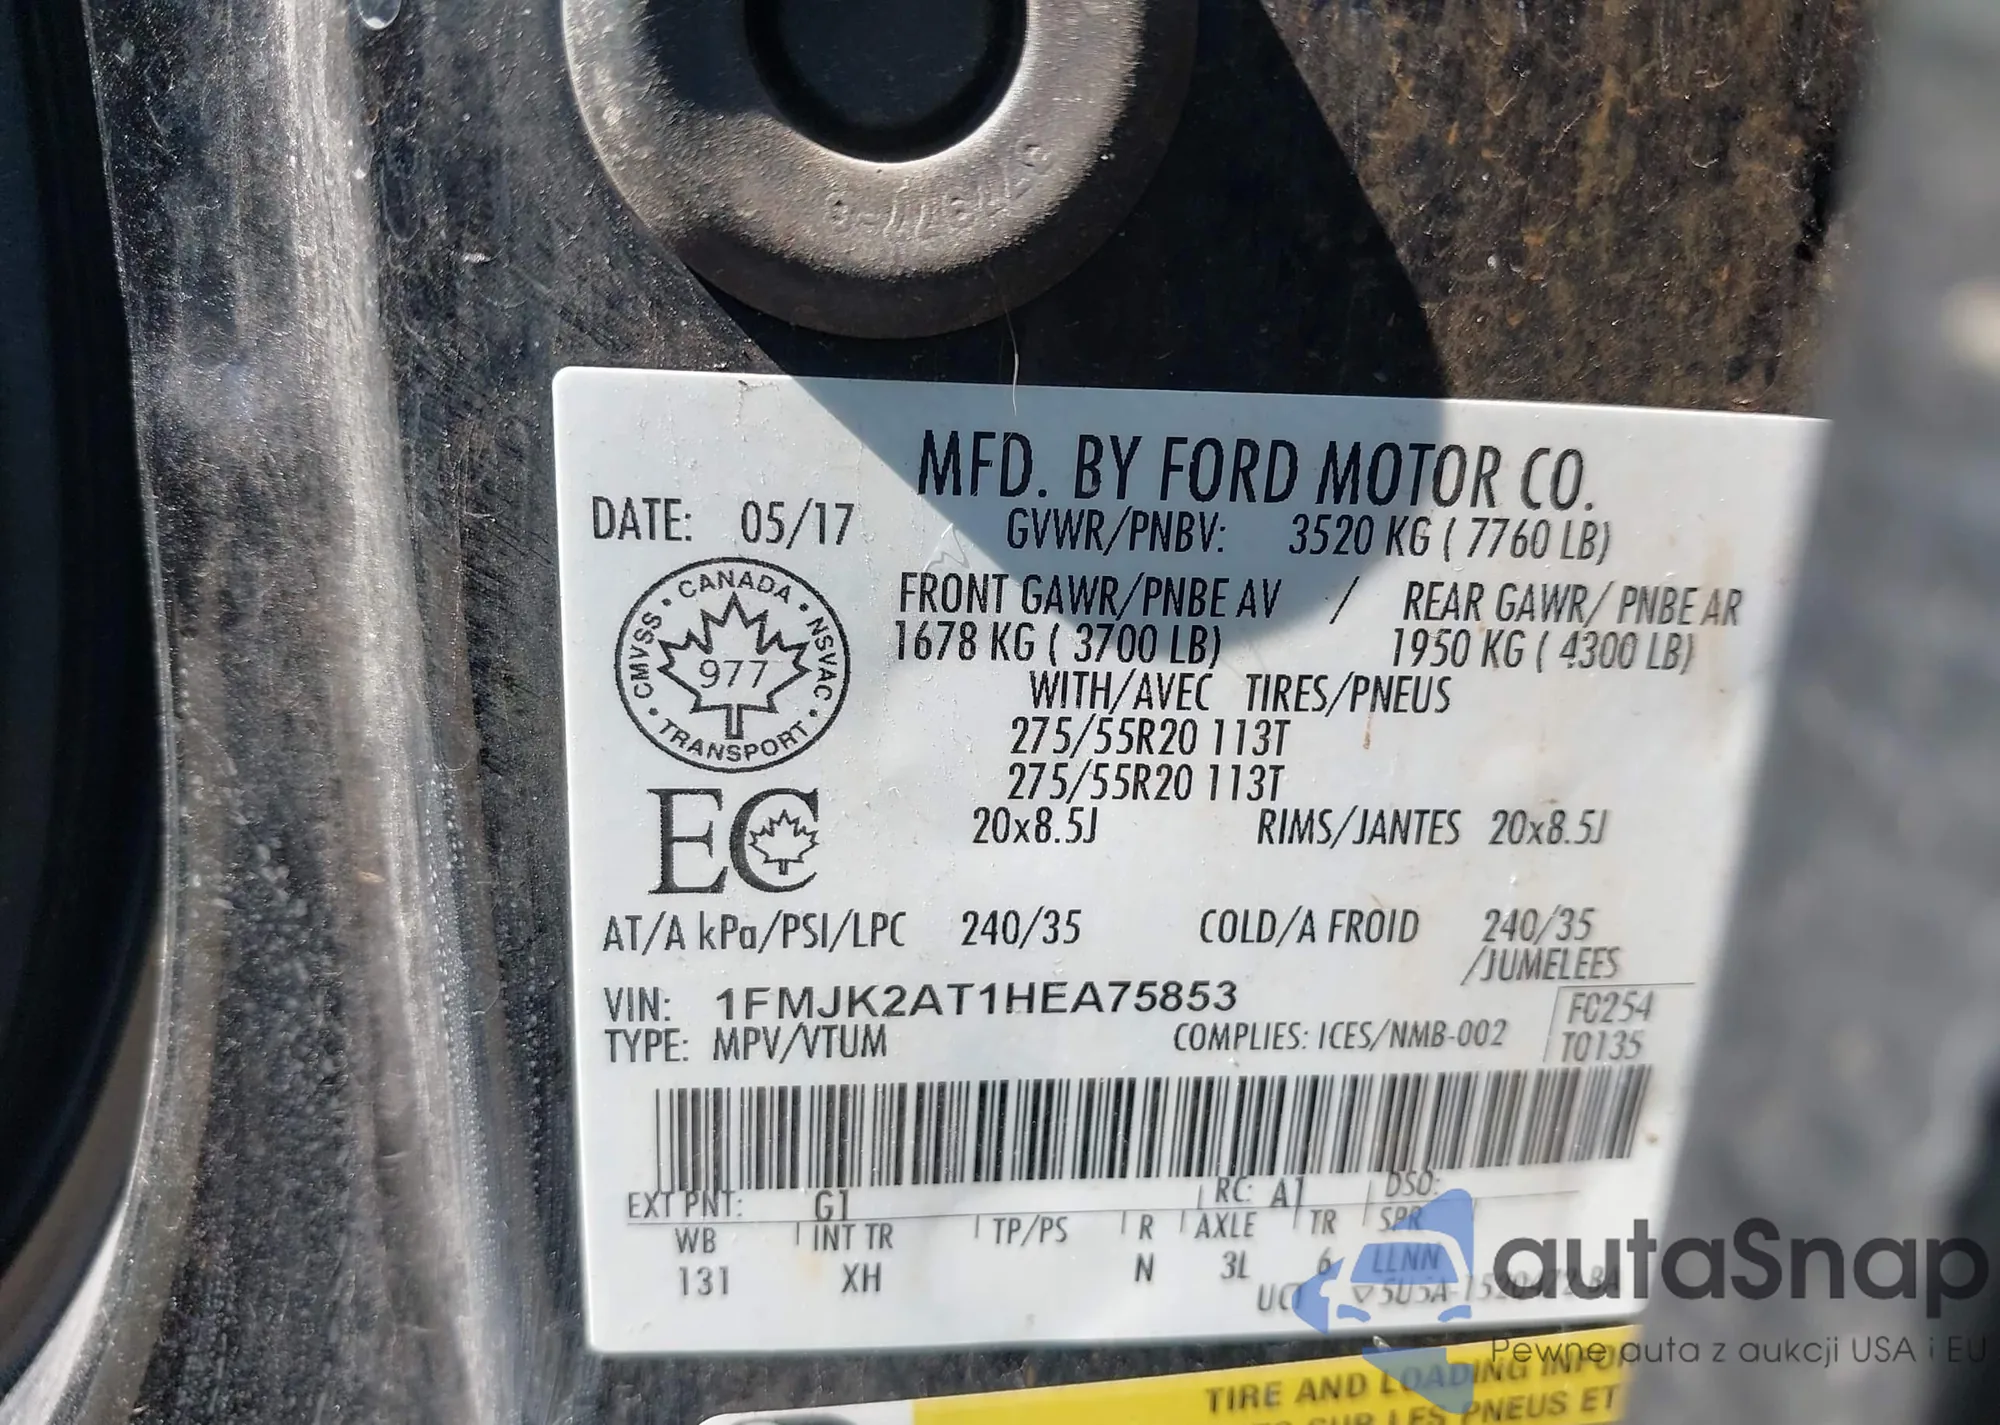 MFD. BY FORD MOTOR CO.
DATE: 05/17
GVWR/PNBV: 3520 KG ( 7760 LB)
CANADA
CMVSS
NSVAC
977
TRANSPORT
FRONT GAWR/PNBE AV / REAR GAWR/ PNBE AR
1678 KG ( 3700 LB) 1950 KG ( 4300 LB)
WITH/AVEC TIRES/PNEUS
275/55R20 113T
275/55R20 113T
EC
20x8.5J RIMS/JANTES 20x8.5J
AT/A kPa/PSI/LPC 240/35 COLD/A FROID 240/35
/JUMELEES
VIN: 1FMJK2AT1HEA75853
FC254
TYPE: MPV/VTUM COMPLIES: ICES/NMB-002 T0135
EXT PNT: G1 RC: A1 DSO:
WB INT TR TP/PS R AXLE TR SPR
131 XH N 3L 6 LLNN
autaSnap
Pewne auta z aukcji USA i EU
TIRE AND LOADING
SUR LES PNEUS ET